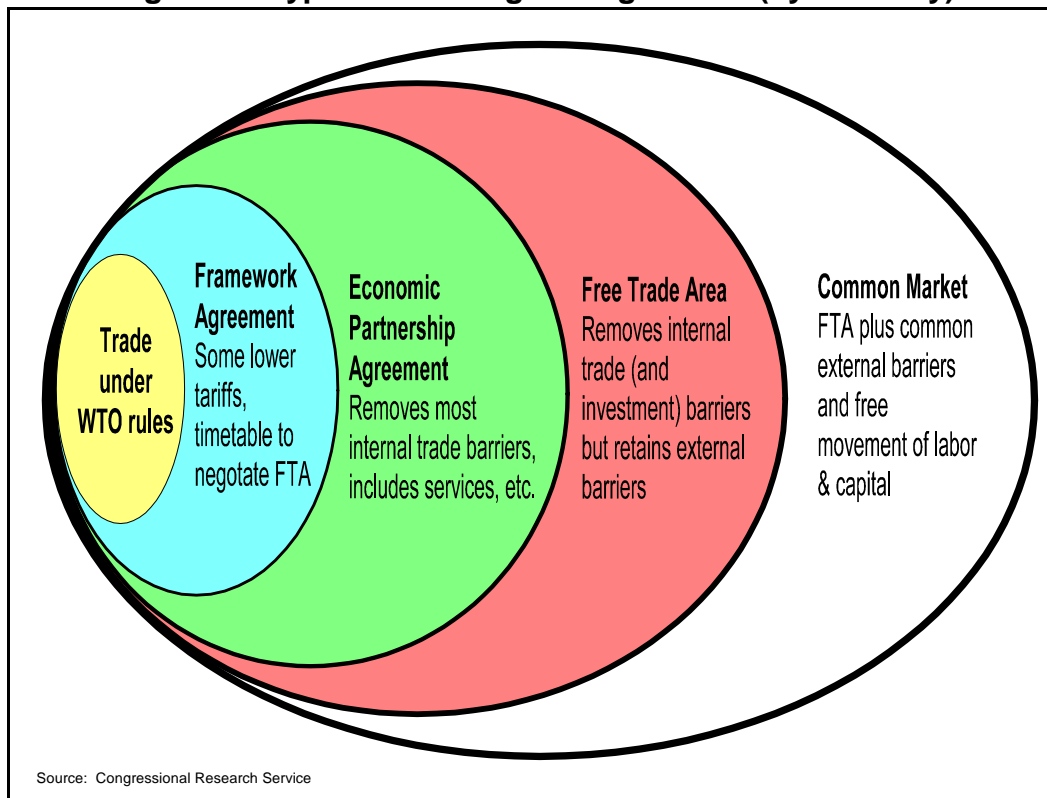 Trade
under
WTO rules
Framework
Agreement
Some lower
tariffs,
timetable to
negotate FTA
Economic
Partnership
Agreement
Removes most
internal trade barriers,
includes services, etc.
Free Trade Area
Removes internal
trade (and
investment) barriers
but retains external
barriers
Common Market
FTA plus common
external barriers
and free
movement of labor
& capital
Source: Congressional Research Service